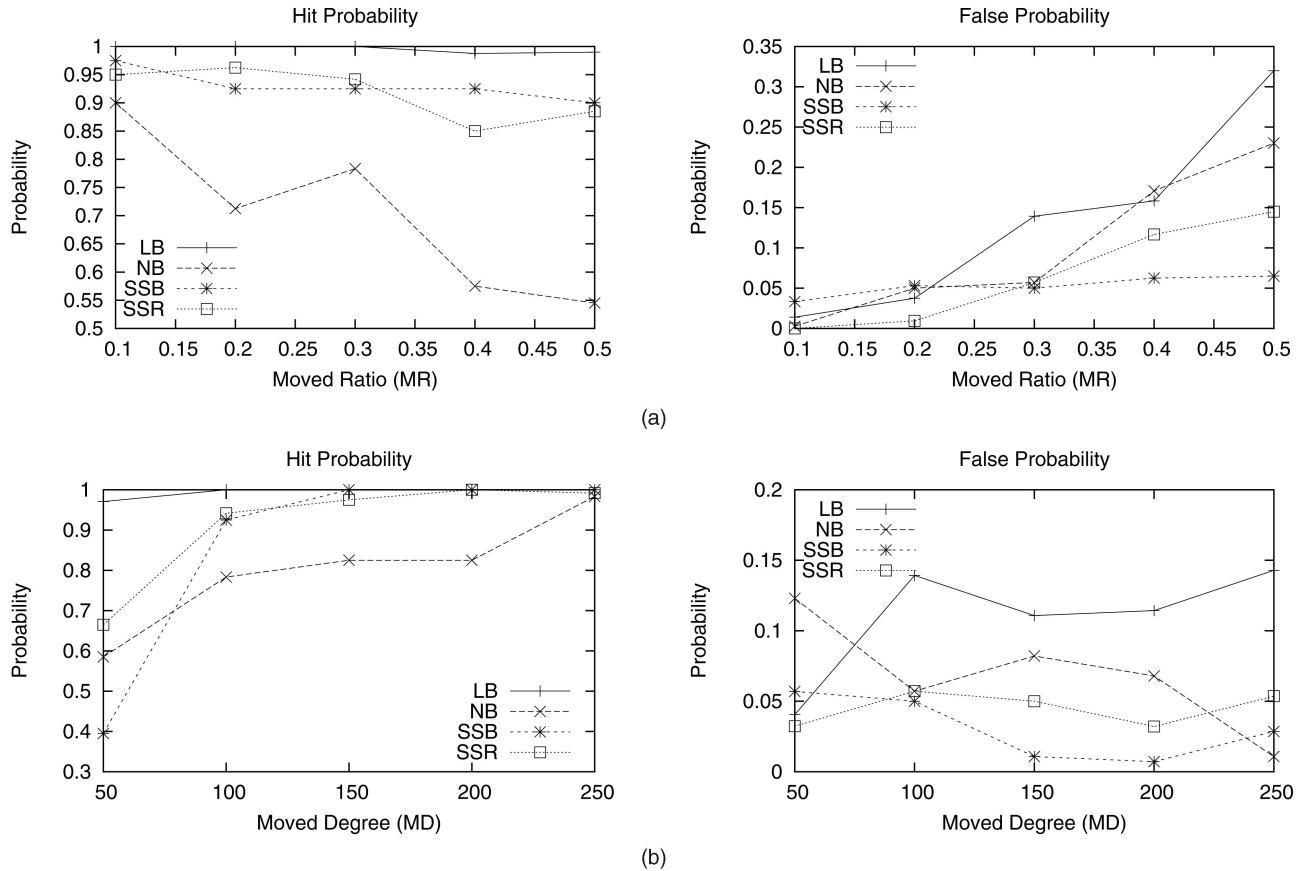 Hit Probability
1
0.95
0.9
0.85
0.8
0.75
0.7
0.65
0.6
0.55
0.5
Probability
LB
NB
SSB
SSR
0.1 0.15 0.2 0.25 0.3 0.35 0.4 0.45 0.5
Moved Ratio (MR)
False Probability
0.35
0.3
0.25
0.2
0.15
0.1
0.05
0
Probability
LB
NB
SSB
SSR
0.1 0.15 0.2 0.25 0.3 0.35 0.4 0.45 0.5
Moved Ratio (MR)
(a)
Hit Probability
1
0.9
0.8
0.7
0.6
0.5
0.4
0.3
Probability
LB
NB
SSB
SSR
50 100 150 200 250
Moved Degree (MD)
False Probability
0.2
0.15
0.1
0.05
0
Probability
LB
NB
SSB
SSR
50 100 150 200 250
Moved Degree (MD)
(b)